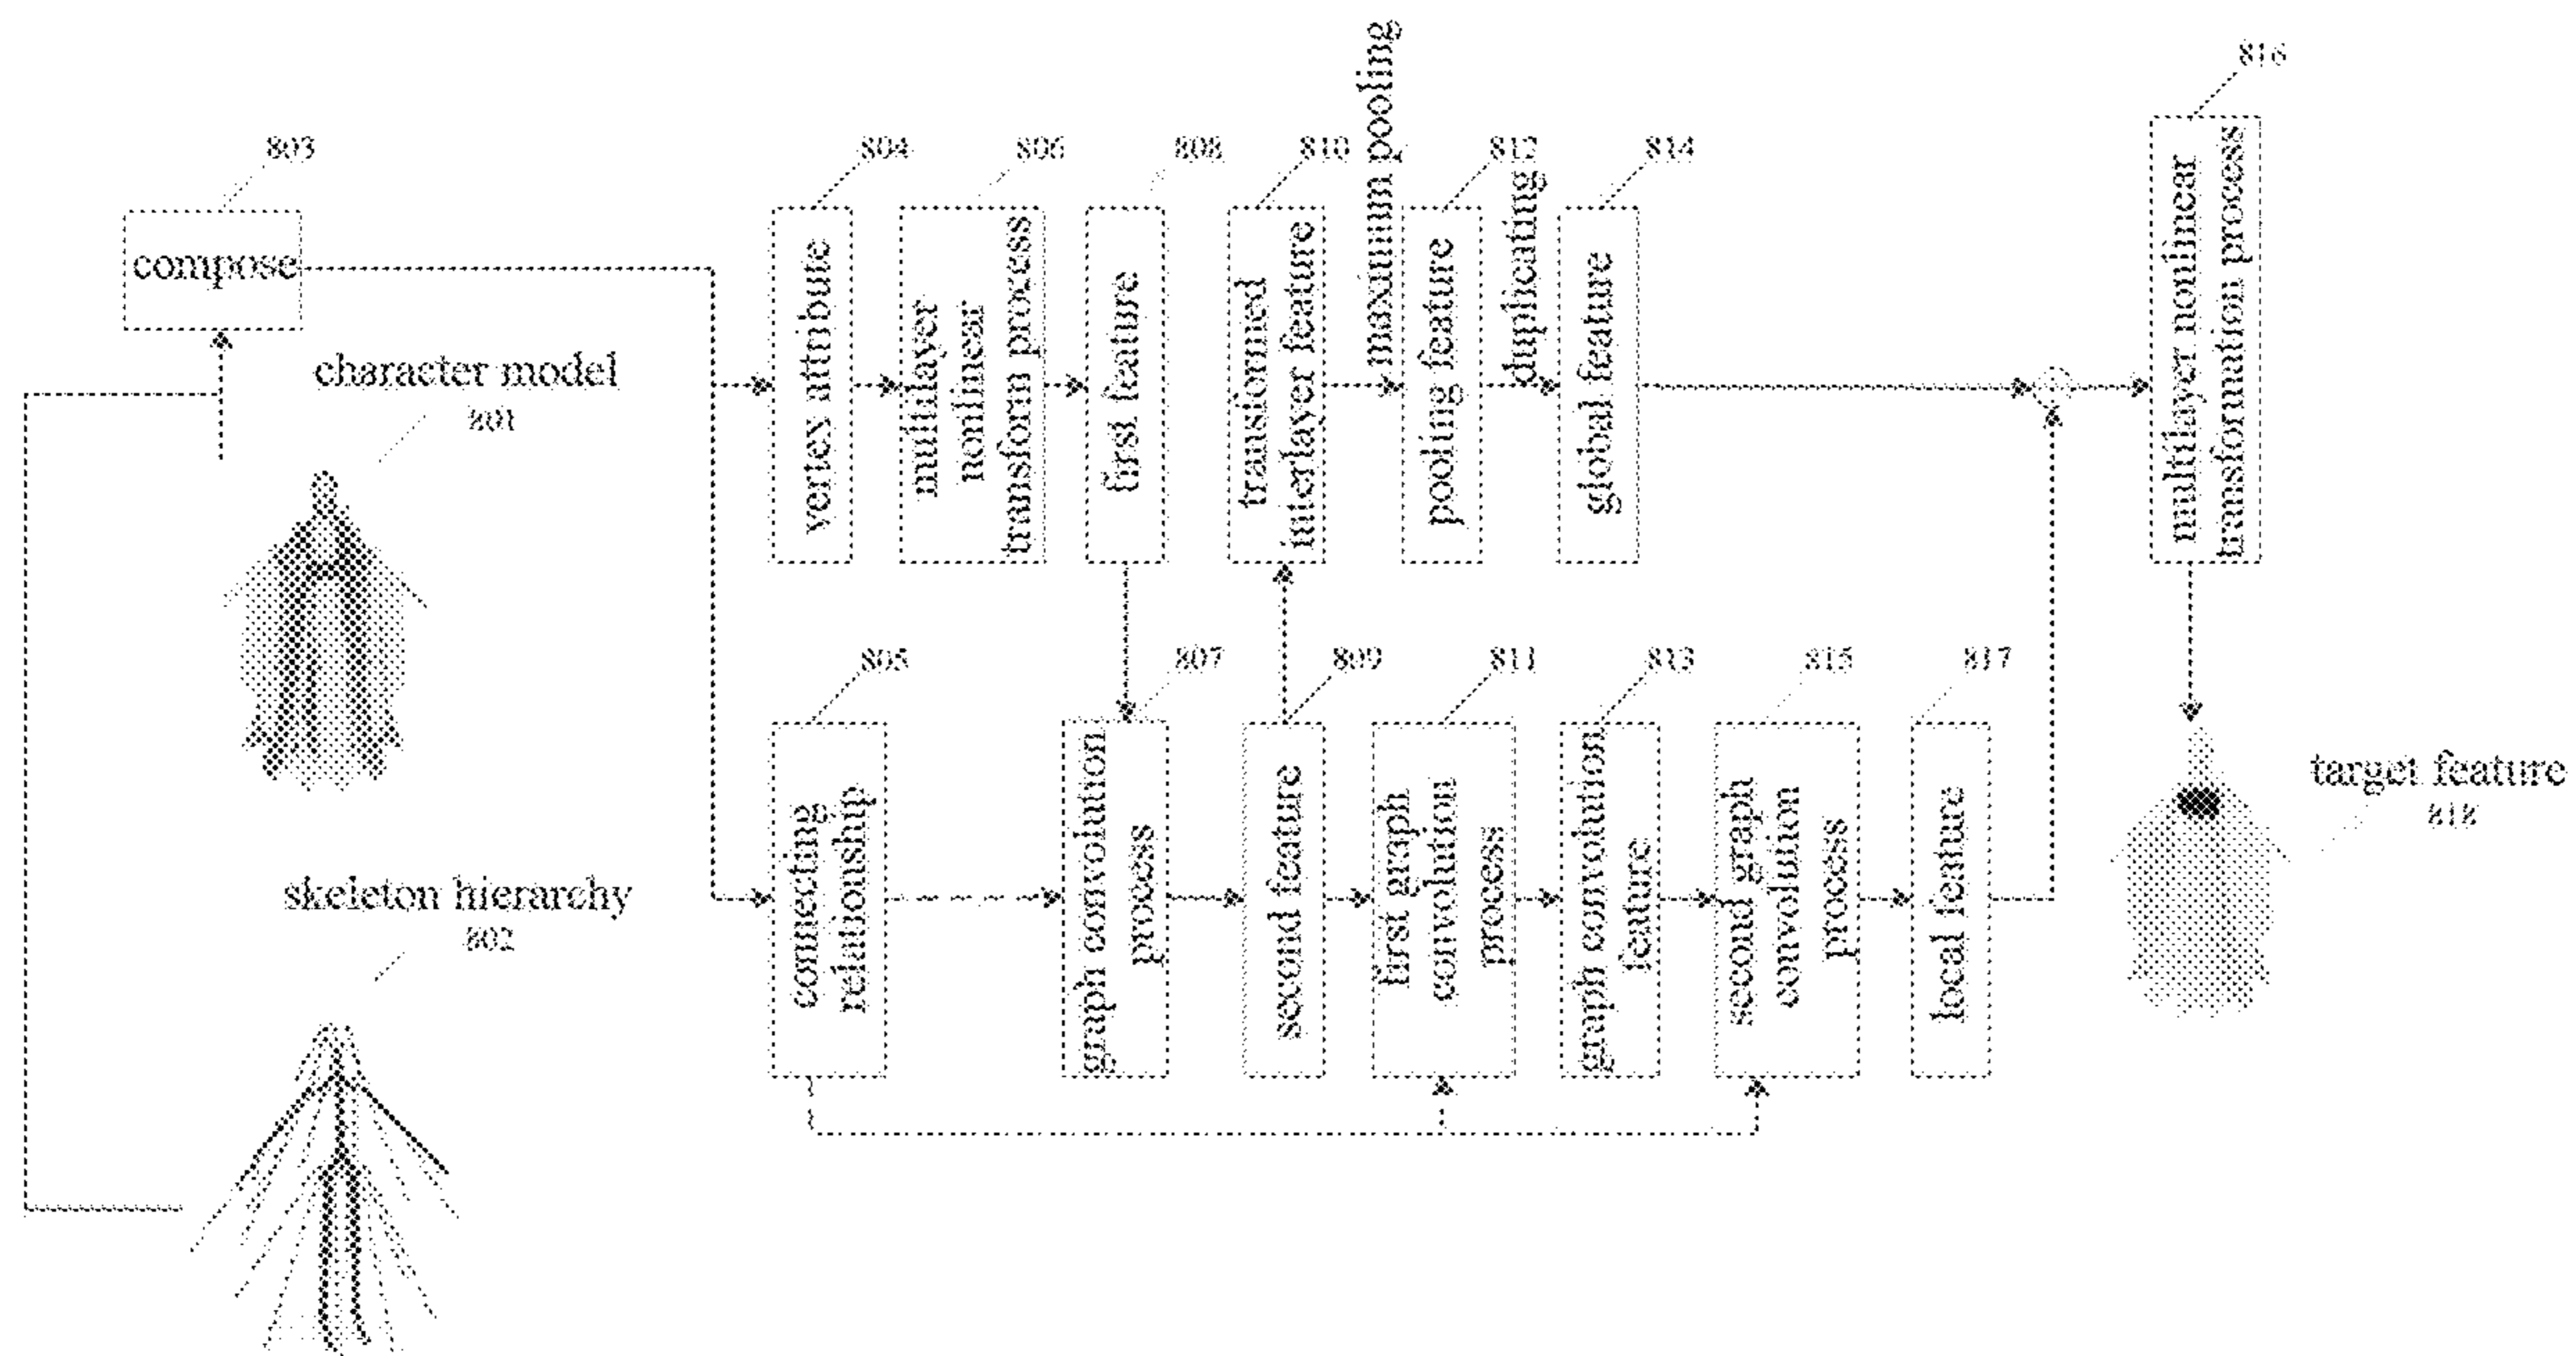 816
803
804
806
808
810
maximum pooling
812
814
compose
vertex attribute
multilayer
nonlinear
transform process
first feature
transformed
interlayer feature
pooling feature
duplicating
global feature
multilayer nonlinear
transformation process
character model
801
805
807
809
811
813
815
817
connecting
relationship
graph convolution
process
second feature
first graph
convolution
process
graph convolution
feature
second graph
convolution
process
local feature
target feature
818
skeleton hierarchy
802